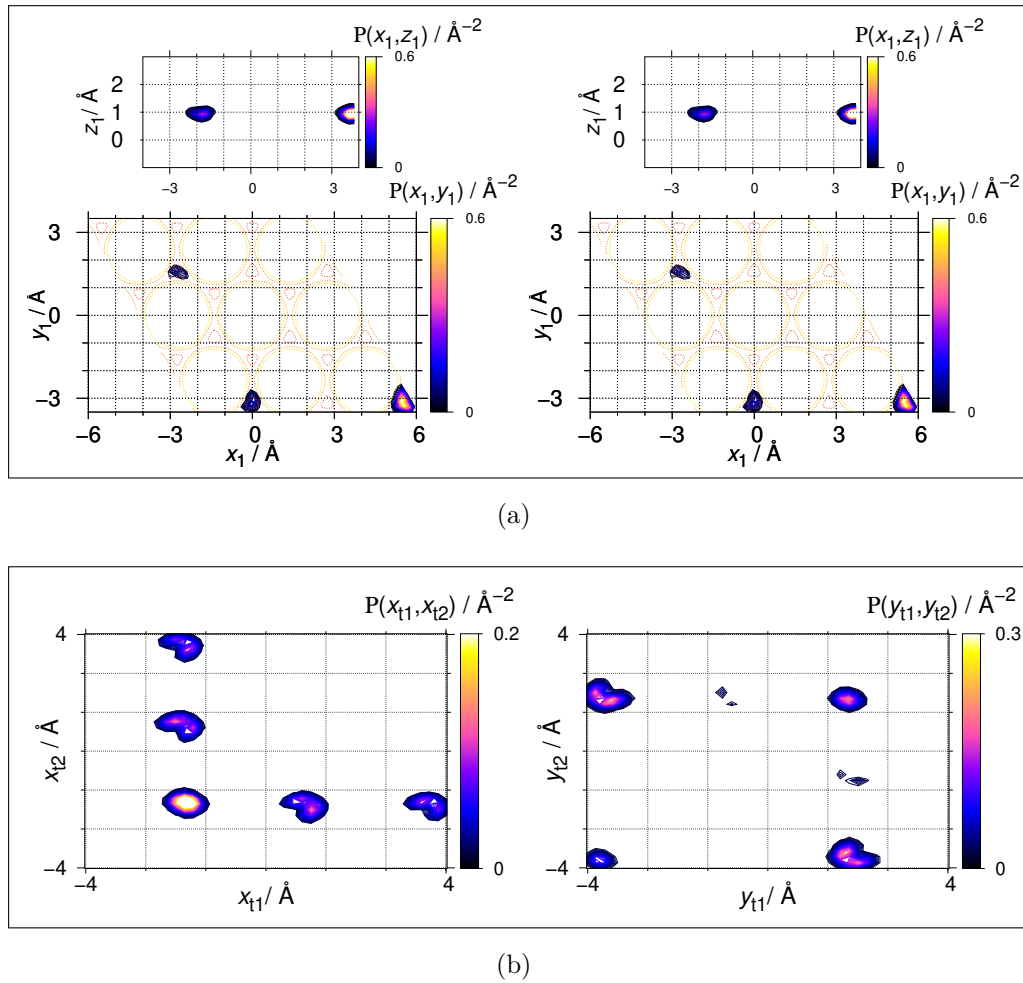 P(x1,z1) / Å−2 P(x1,z1) / Å−2
0.6 0.6
2 2
1 1
0 0
z1/ Å z1/ Å
0 0
−3 0 3 −3 0 3
P(x1,y1) / Å−2 P(x1,y1) / Å−2
0.6 0.6
3 3
0 0
−3 −3
y1/ Å y1/ Å
0 0
−6 −3 0 3 6 −6 −3 0 3 6
x1 / Å x1 / Å
(a)
P(xt1,xt2) / Å−2 P(yt1,yt2) / Å−2
4 0.2 4 0.3
xt2 / Å yt2 / Å
−4 0 −4 0
−4 4 −4 4
xt1/ Å yt1/ Å
(b)